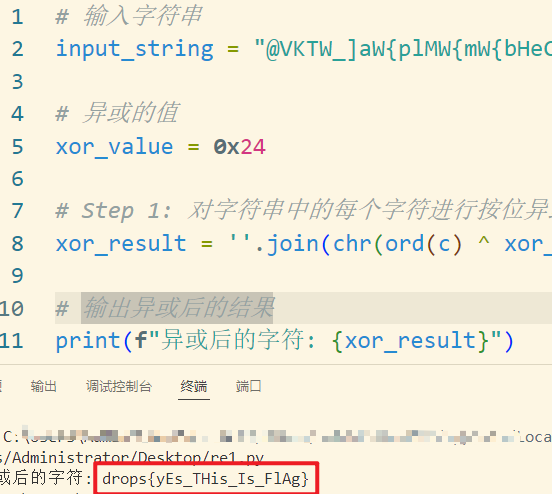 1 # 输入字符串
2 input_string = "@VKTW_]aW{plMW{mW{bHeC
3
4 # 异或的值
5 xor_value = 0x24
6
7 # Step 1: 对字符串中的每个字符进行按位异
8 xor_result = ''.join(chr(ord(c) ^ xor_
9
10 # 输出异或后的结果
11 print(f"异或后的字符: {xor_result}")
输出 调试控制台 终端 端口
C:\Users\Admi
s/Administrator/Desktop/re1.py
或后的字符: drops{yEs_THis_Is_FlAg}